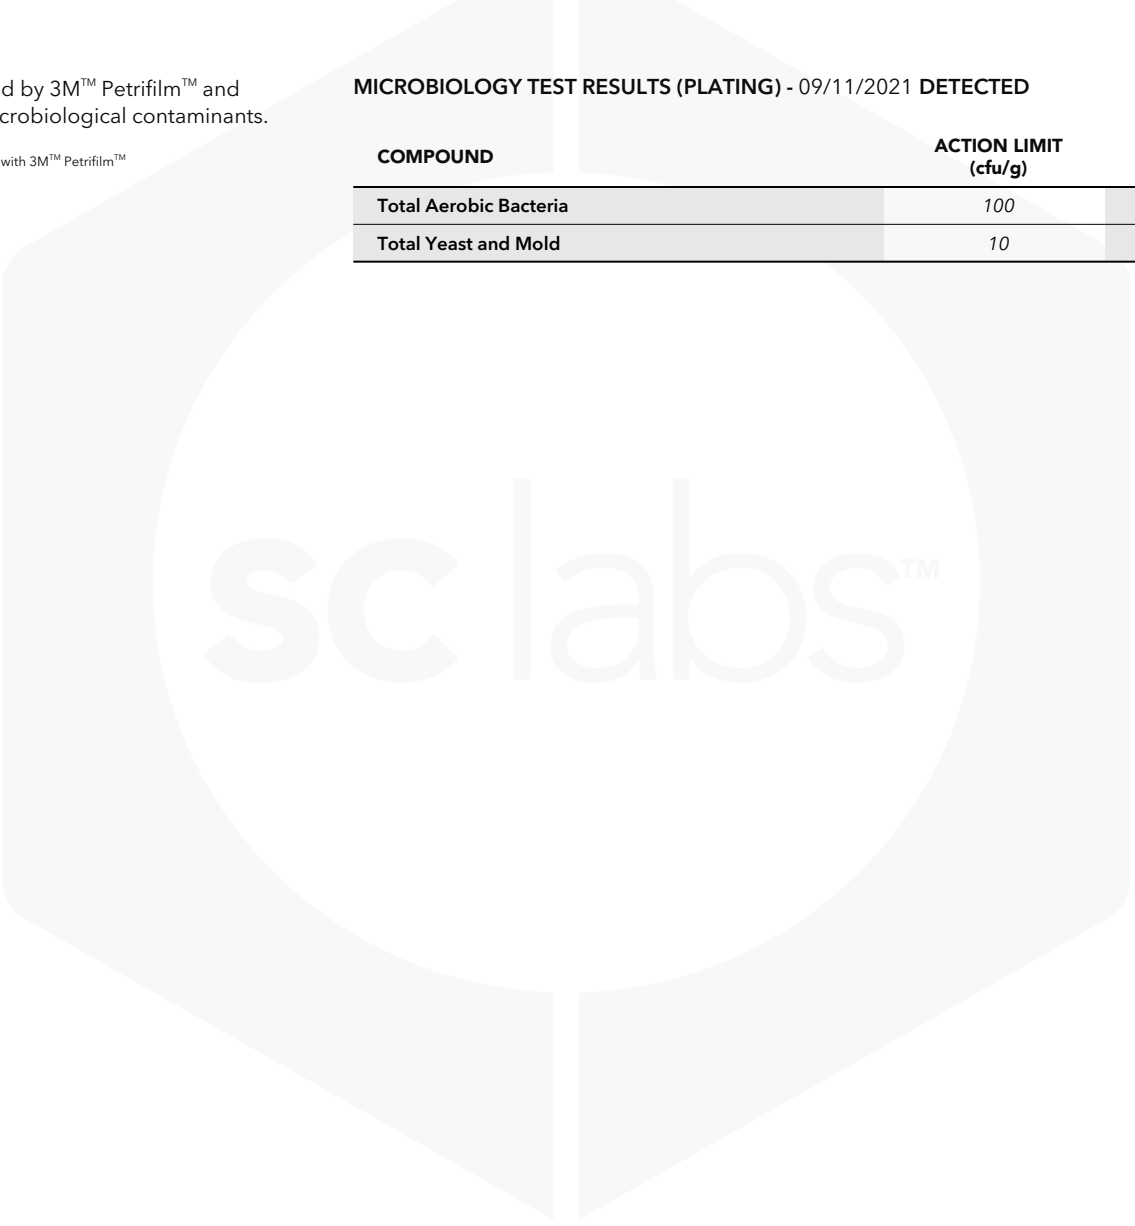 d by 3M™ Petrifilm™ and
crobiological contaminants.
with 3M™ Petrifilm™
MICROBIOLOGY TEST RESULTS (PLATING) - 09/11/2021 DETECTED
COMPOUND
ACTION LIMIT
(cfu/g)
Total Aerobic Bacteria 100
Total Yeast and Mold 10
sc labs™